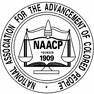 NATIONAL ASSOCIATION FOR THE ADVANCEMENT OF COLORED PEOPLE
NAACP
FOUNDED
1909